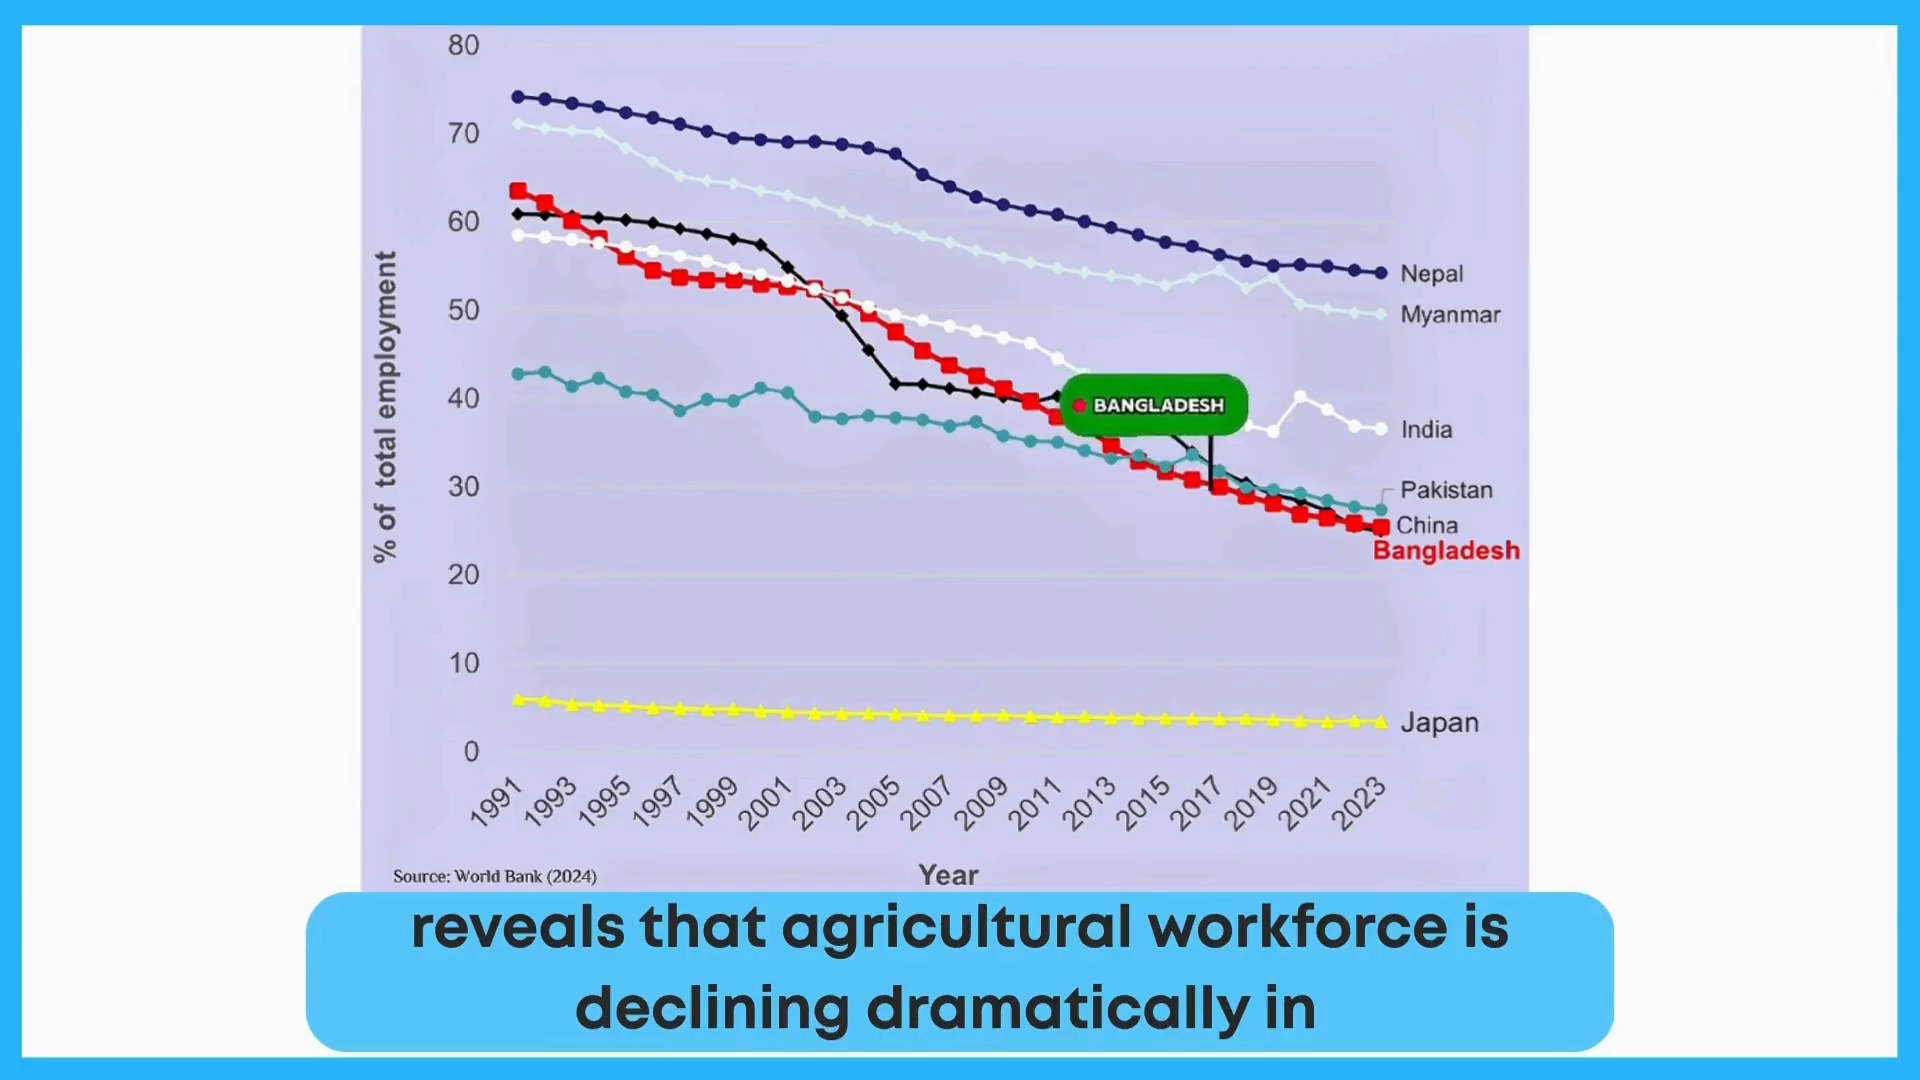 80
70
60
50
40
30
20
10
0
% of total employment
Nepal
Myanmar
India
Pakistan
China
Bangladesh
Japan
BANGLADESH
1991 1993 1995 1997 1999 2001 2003 2005 2007 2009 2011 2013 2015 2017 2019 2021 2023
Year
Source: World Bank (2024)
reveals that agricultural workforce is
declining dramatically in